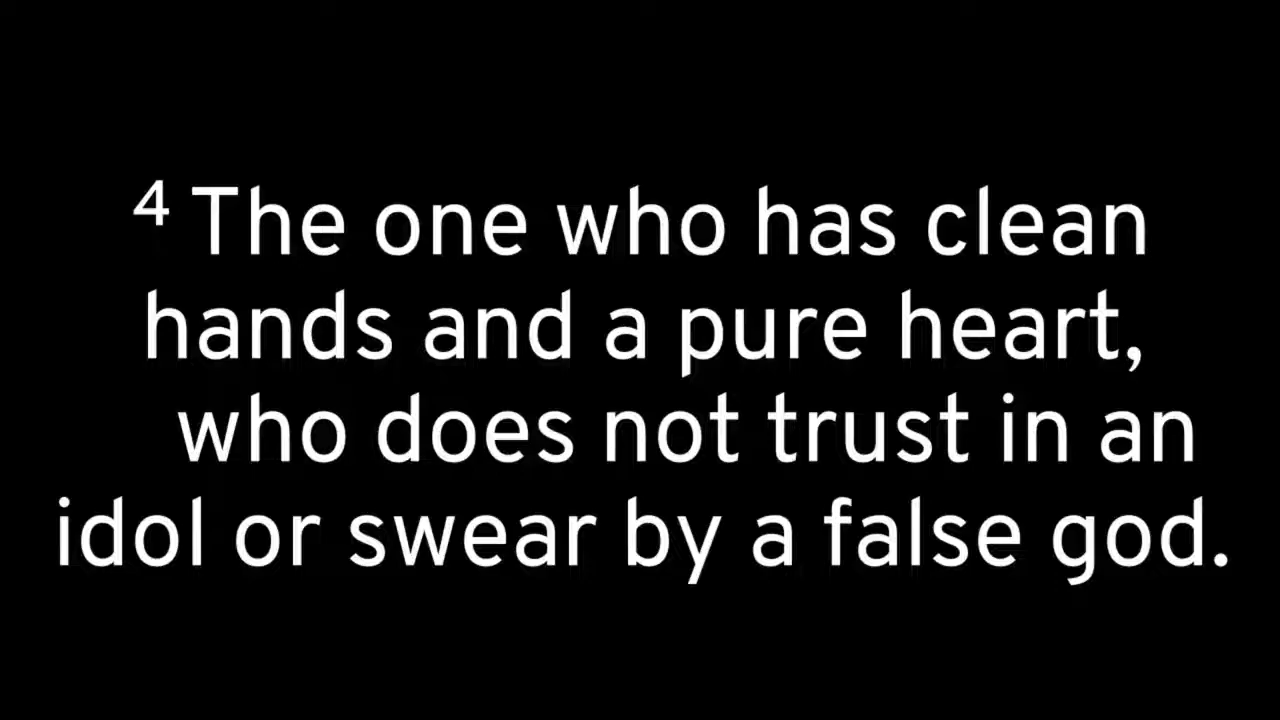 ⁴ The one who has clean
hands and a pure heart,
who does not trust in an
idol or swear by a false god.